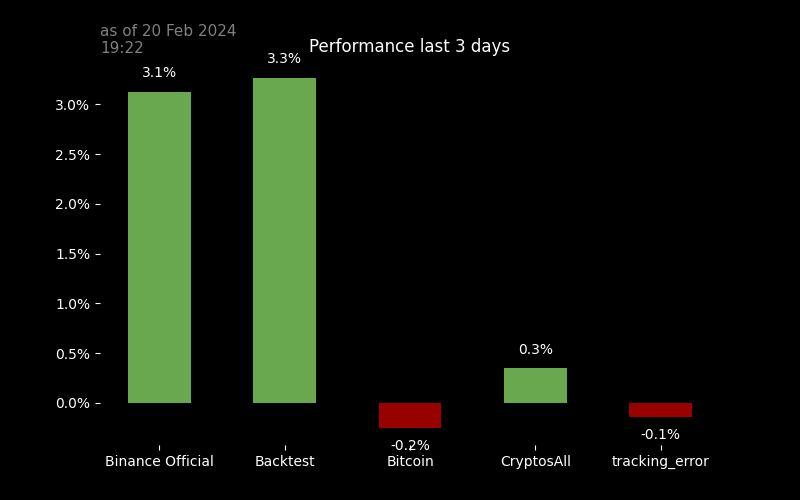 as of 20 Feb 2024
19:22
Performance last 3 days
3.1%
3.3%
3.0%
2.5%
2.0%
1.5%
1.0%
0.5%
0.0%
0.3%
-0.2%
-0.1%
Binance Official
Backtest
Bitcoin
CryptosAll
tracking_error